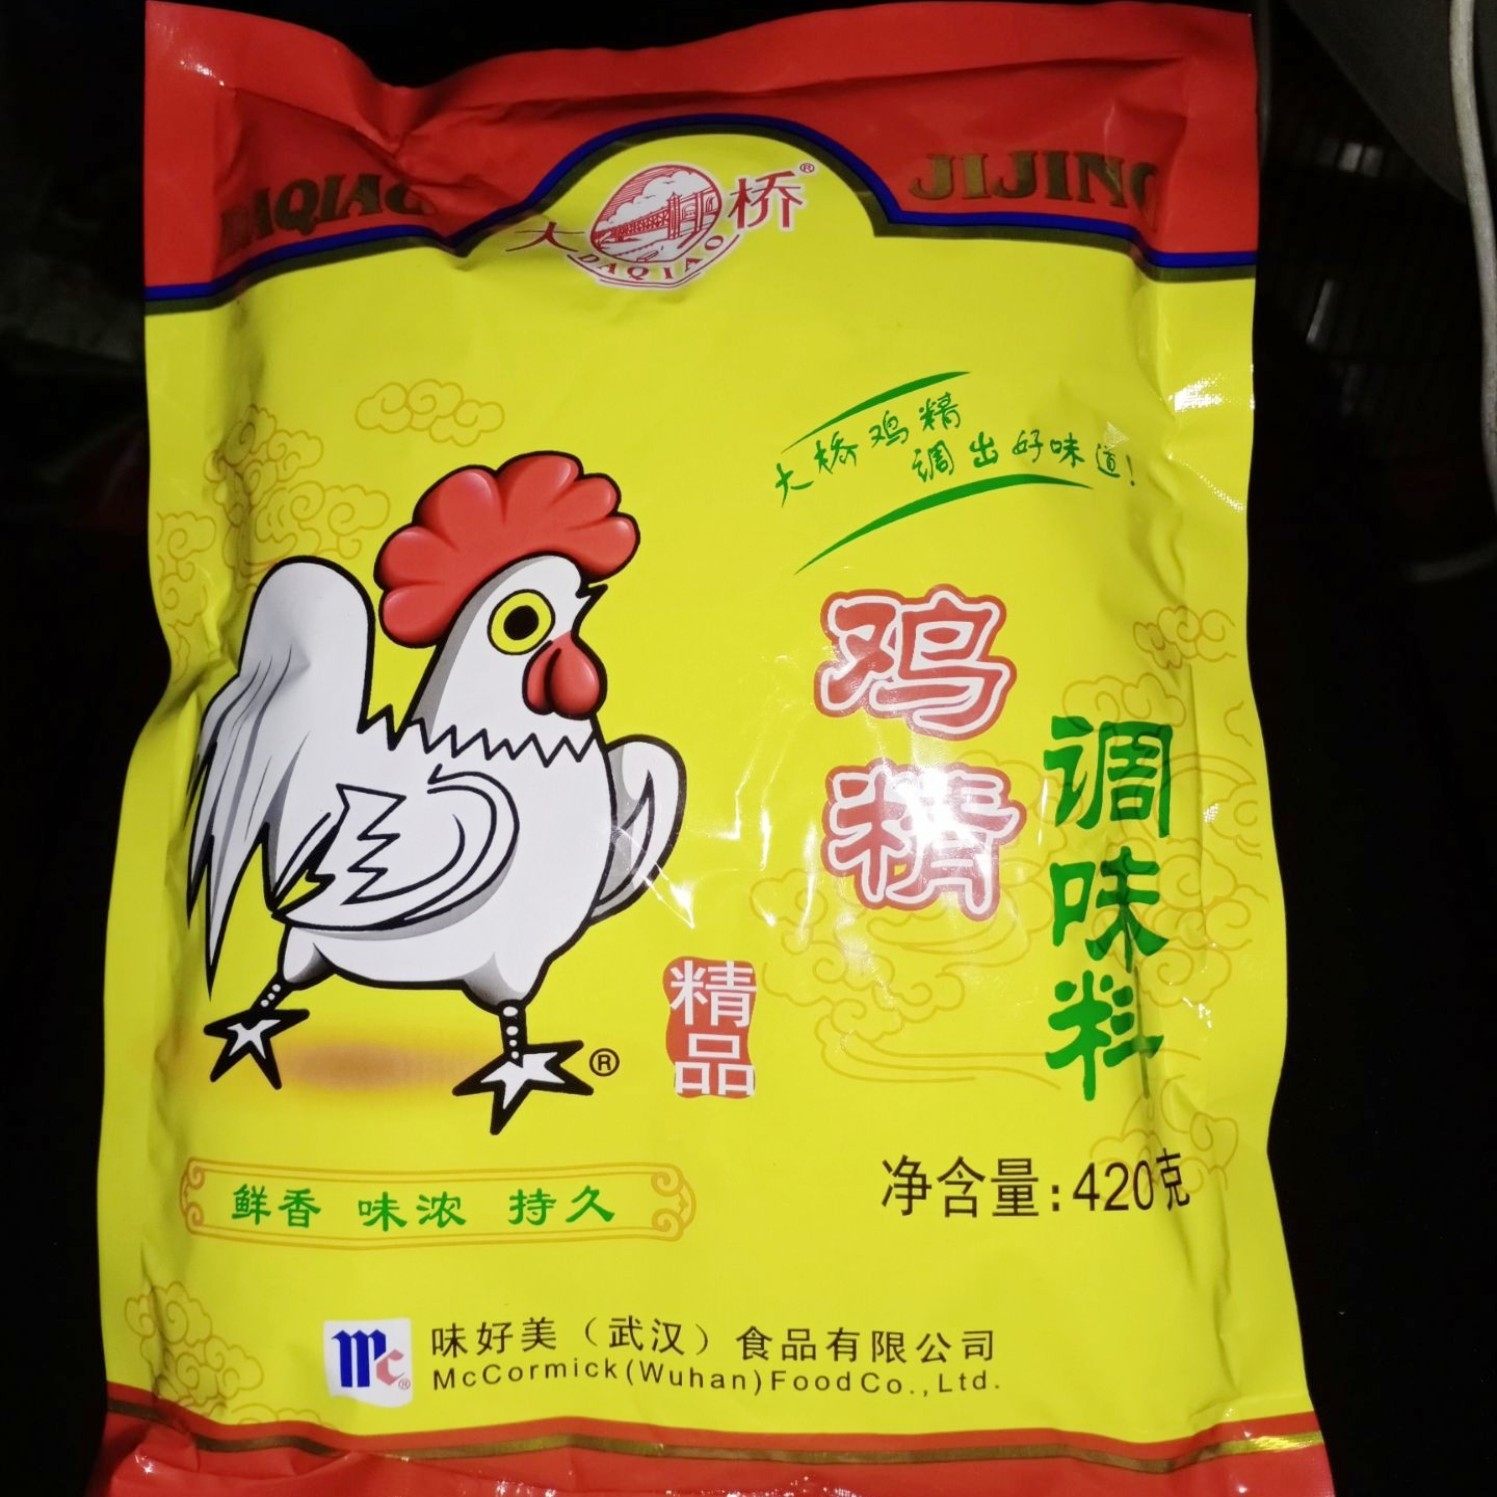 DAQIAO
JIJING
大桥®
DAQIAO
大桥鸡精
调出好味道!
鸡精
调味料
精品
®
鲜香 味浓 持久
净含量:420克
Mc®
味好美(武汉)食品有限公司
McCormick(Wuhan)FoodCo.,Ltd.